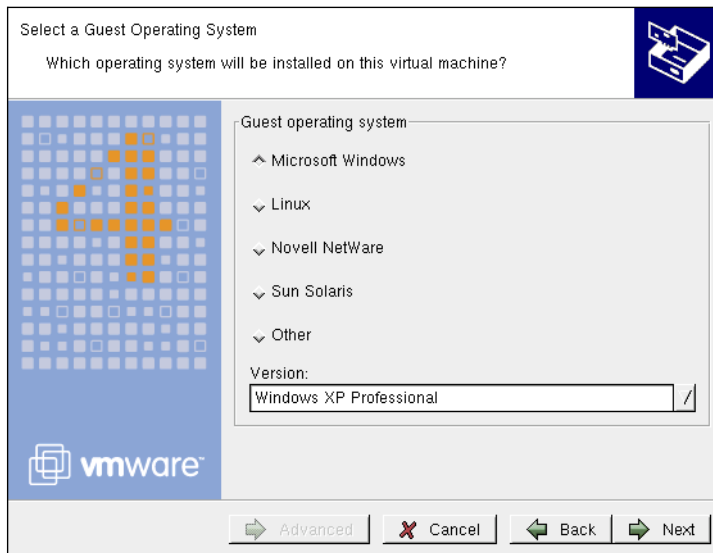 Select a Guest Operating System
Which operating system will be installed on this virtual machine?
Guest operating system
Microsoft Windows
Linux
Novell NetWare
Sun Solaris
Other
Version:
Windows XP Professional
vmware
Advanced Cancel Back Next